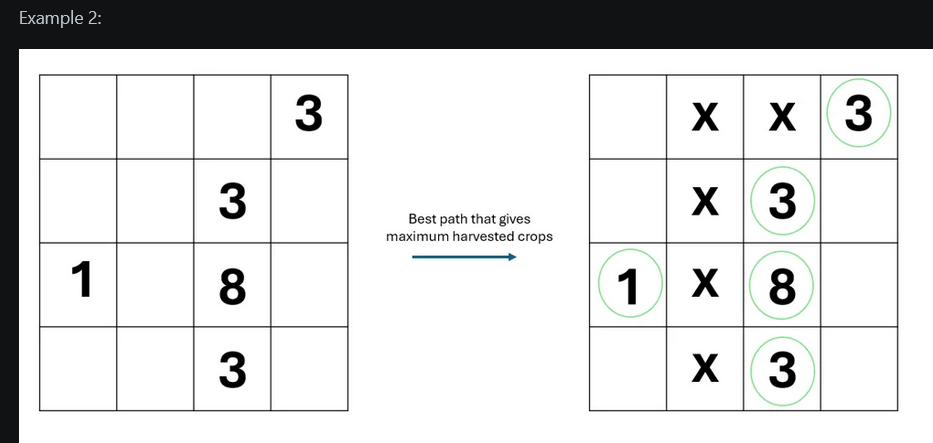 Example 2:
3
3
1 8
3
Best path that gives
maximum harvested crops
X X 3
X 3
1 X 8
X 3